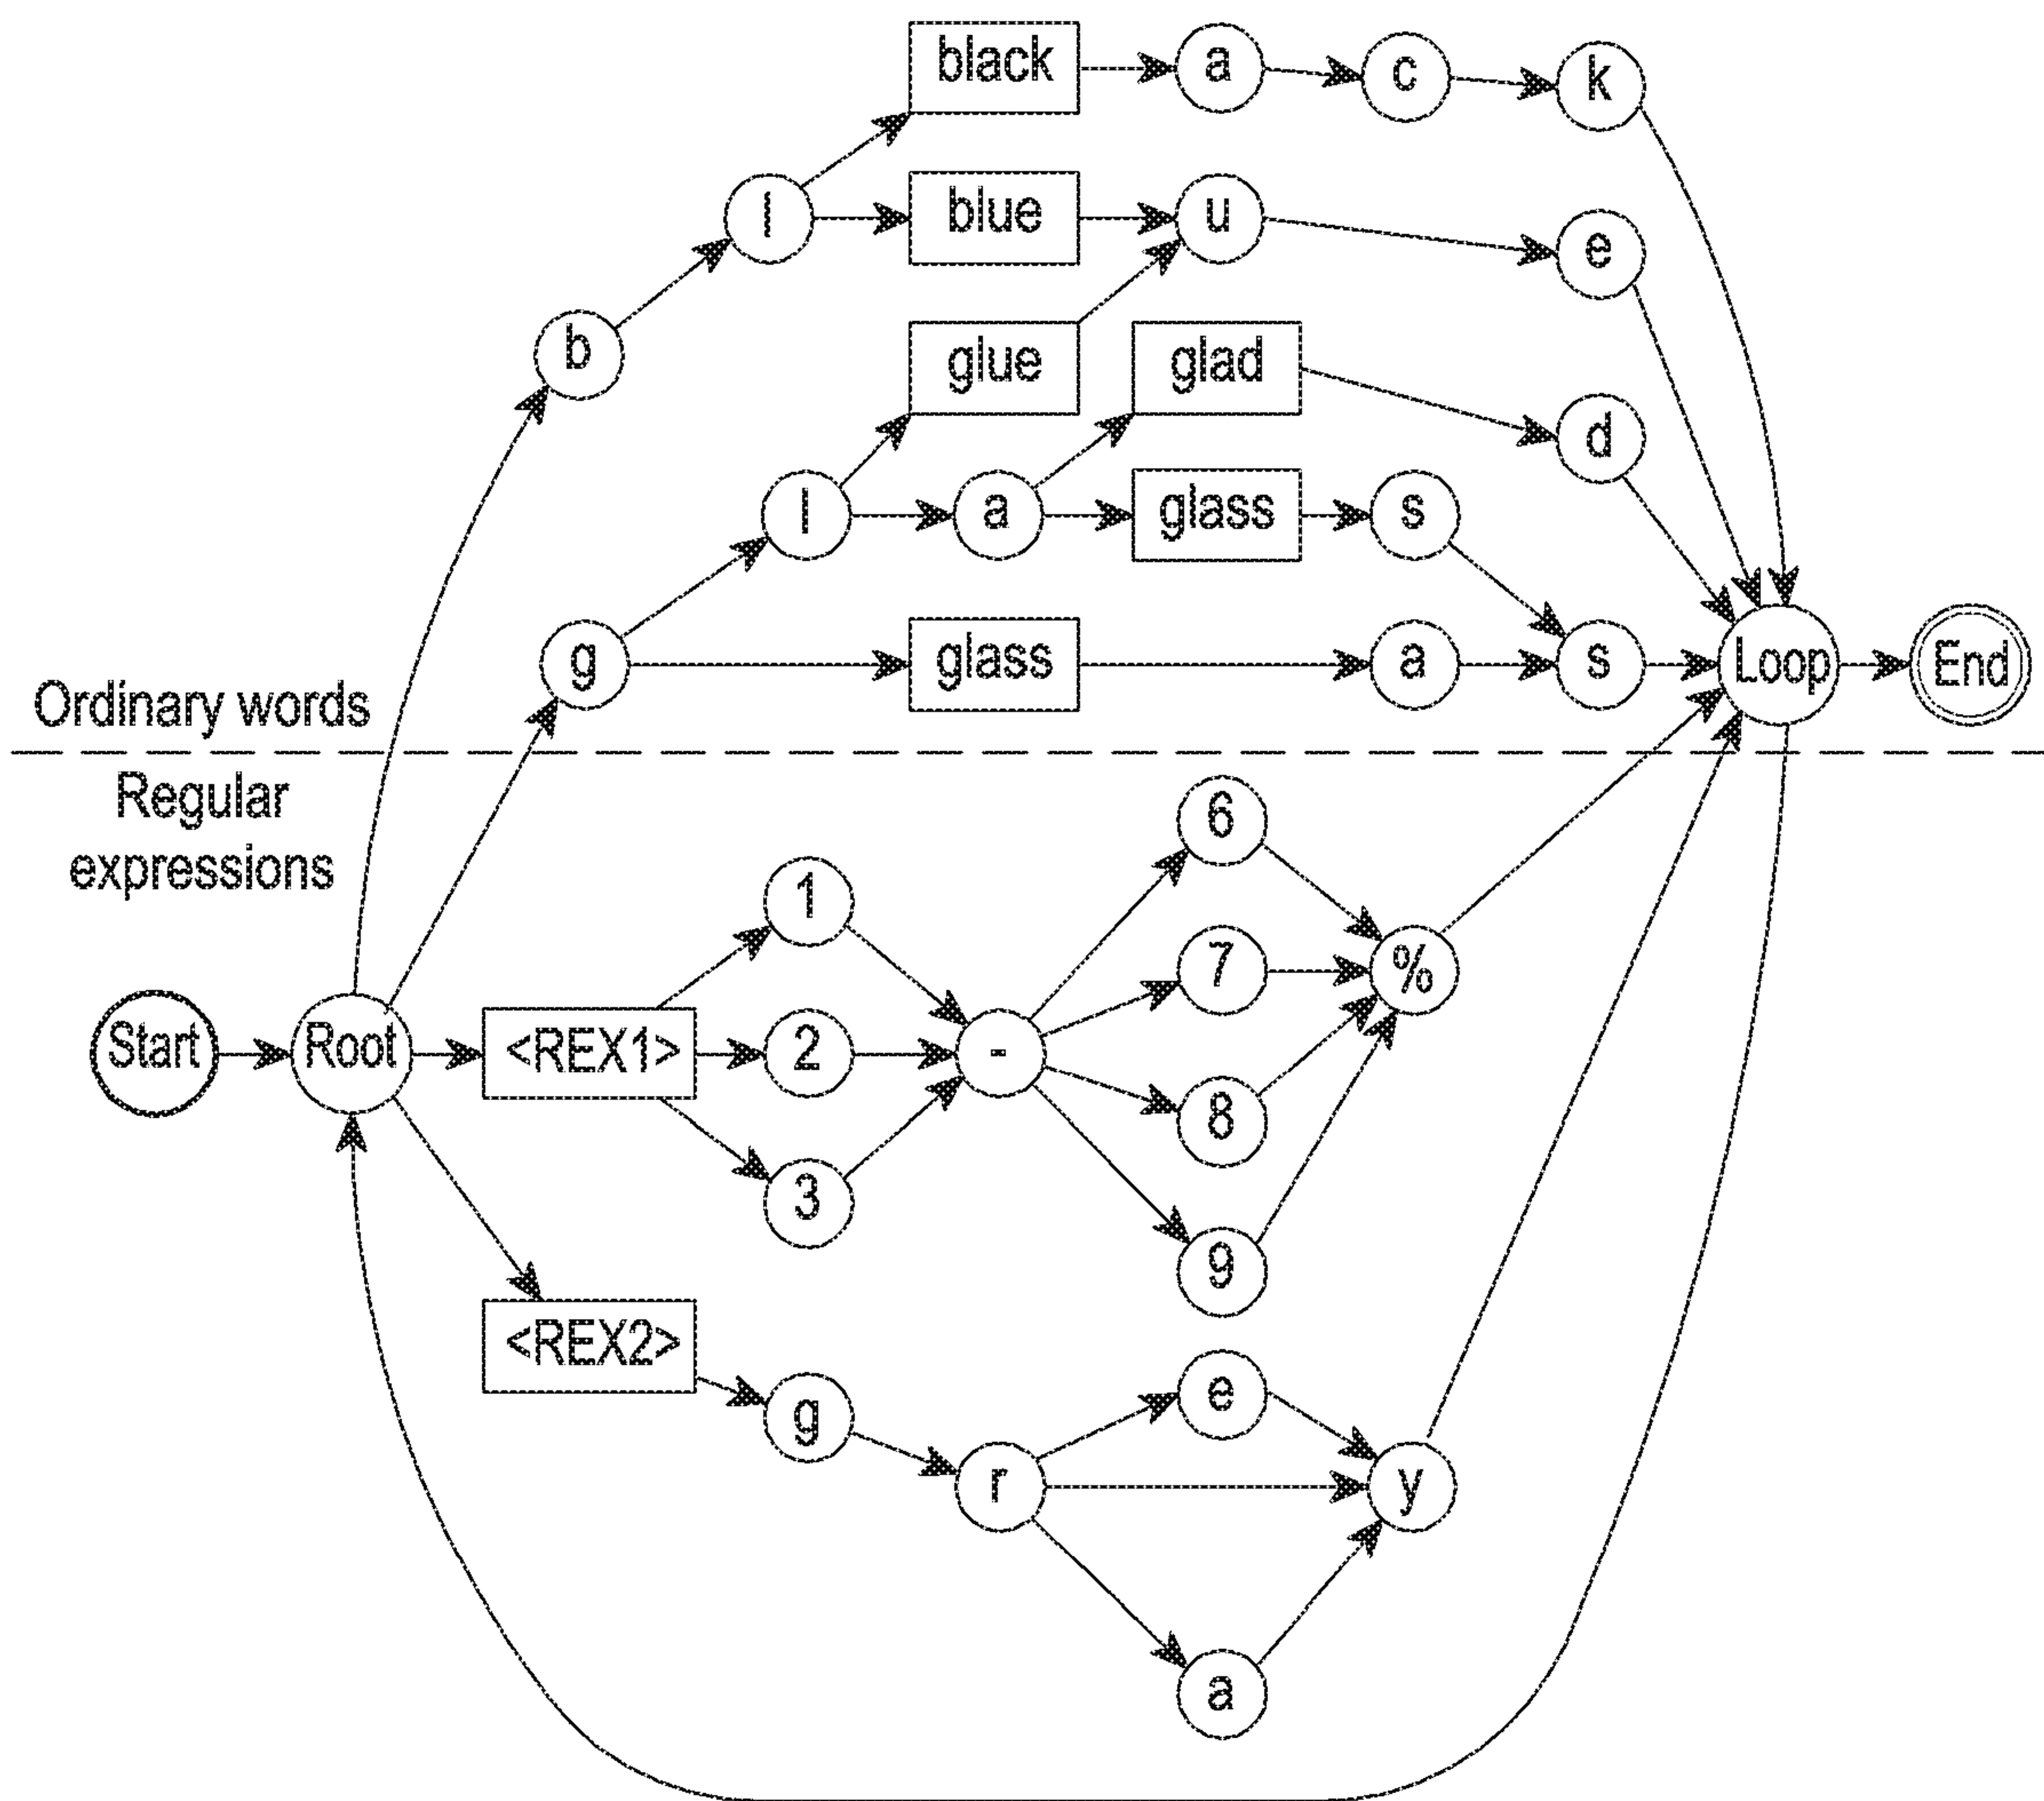 black a c k
l blue u e
b glue glad d
l a glass s
g glass a s Loop End
Ordinary words
Regular
expressions
6
1 7 %
Start Root <REX1> 2 -
8
3 9
<REX2> e
g r y
a